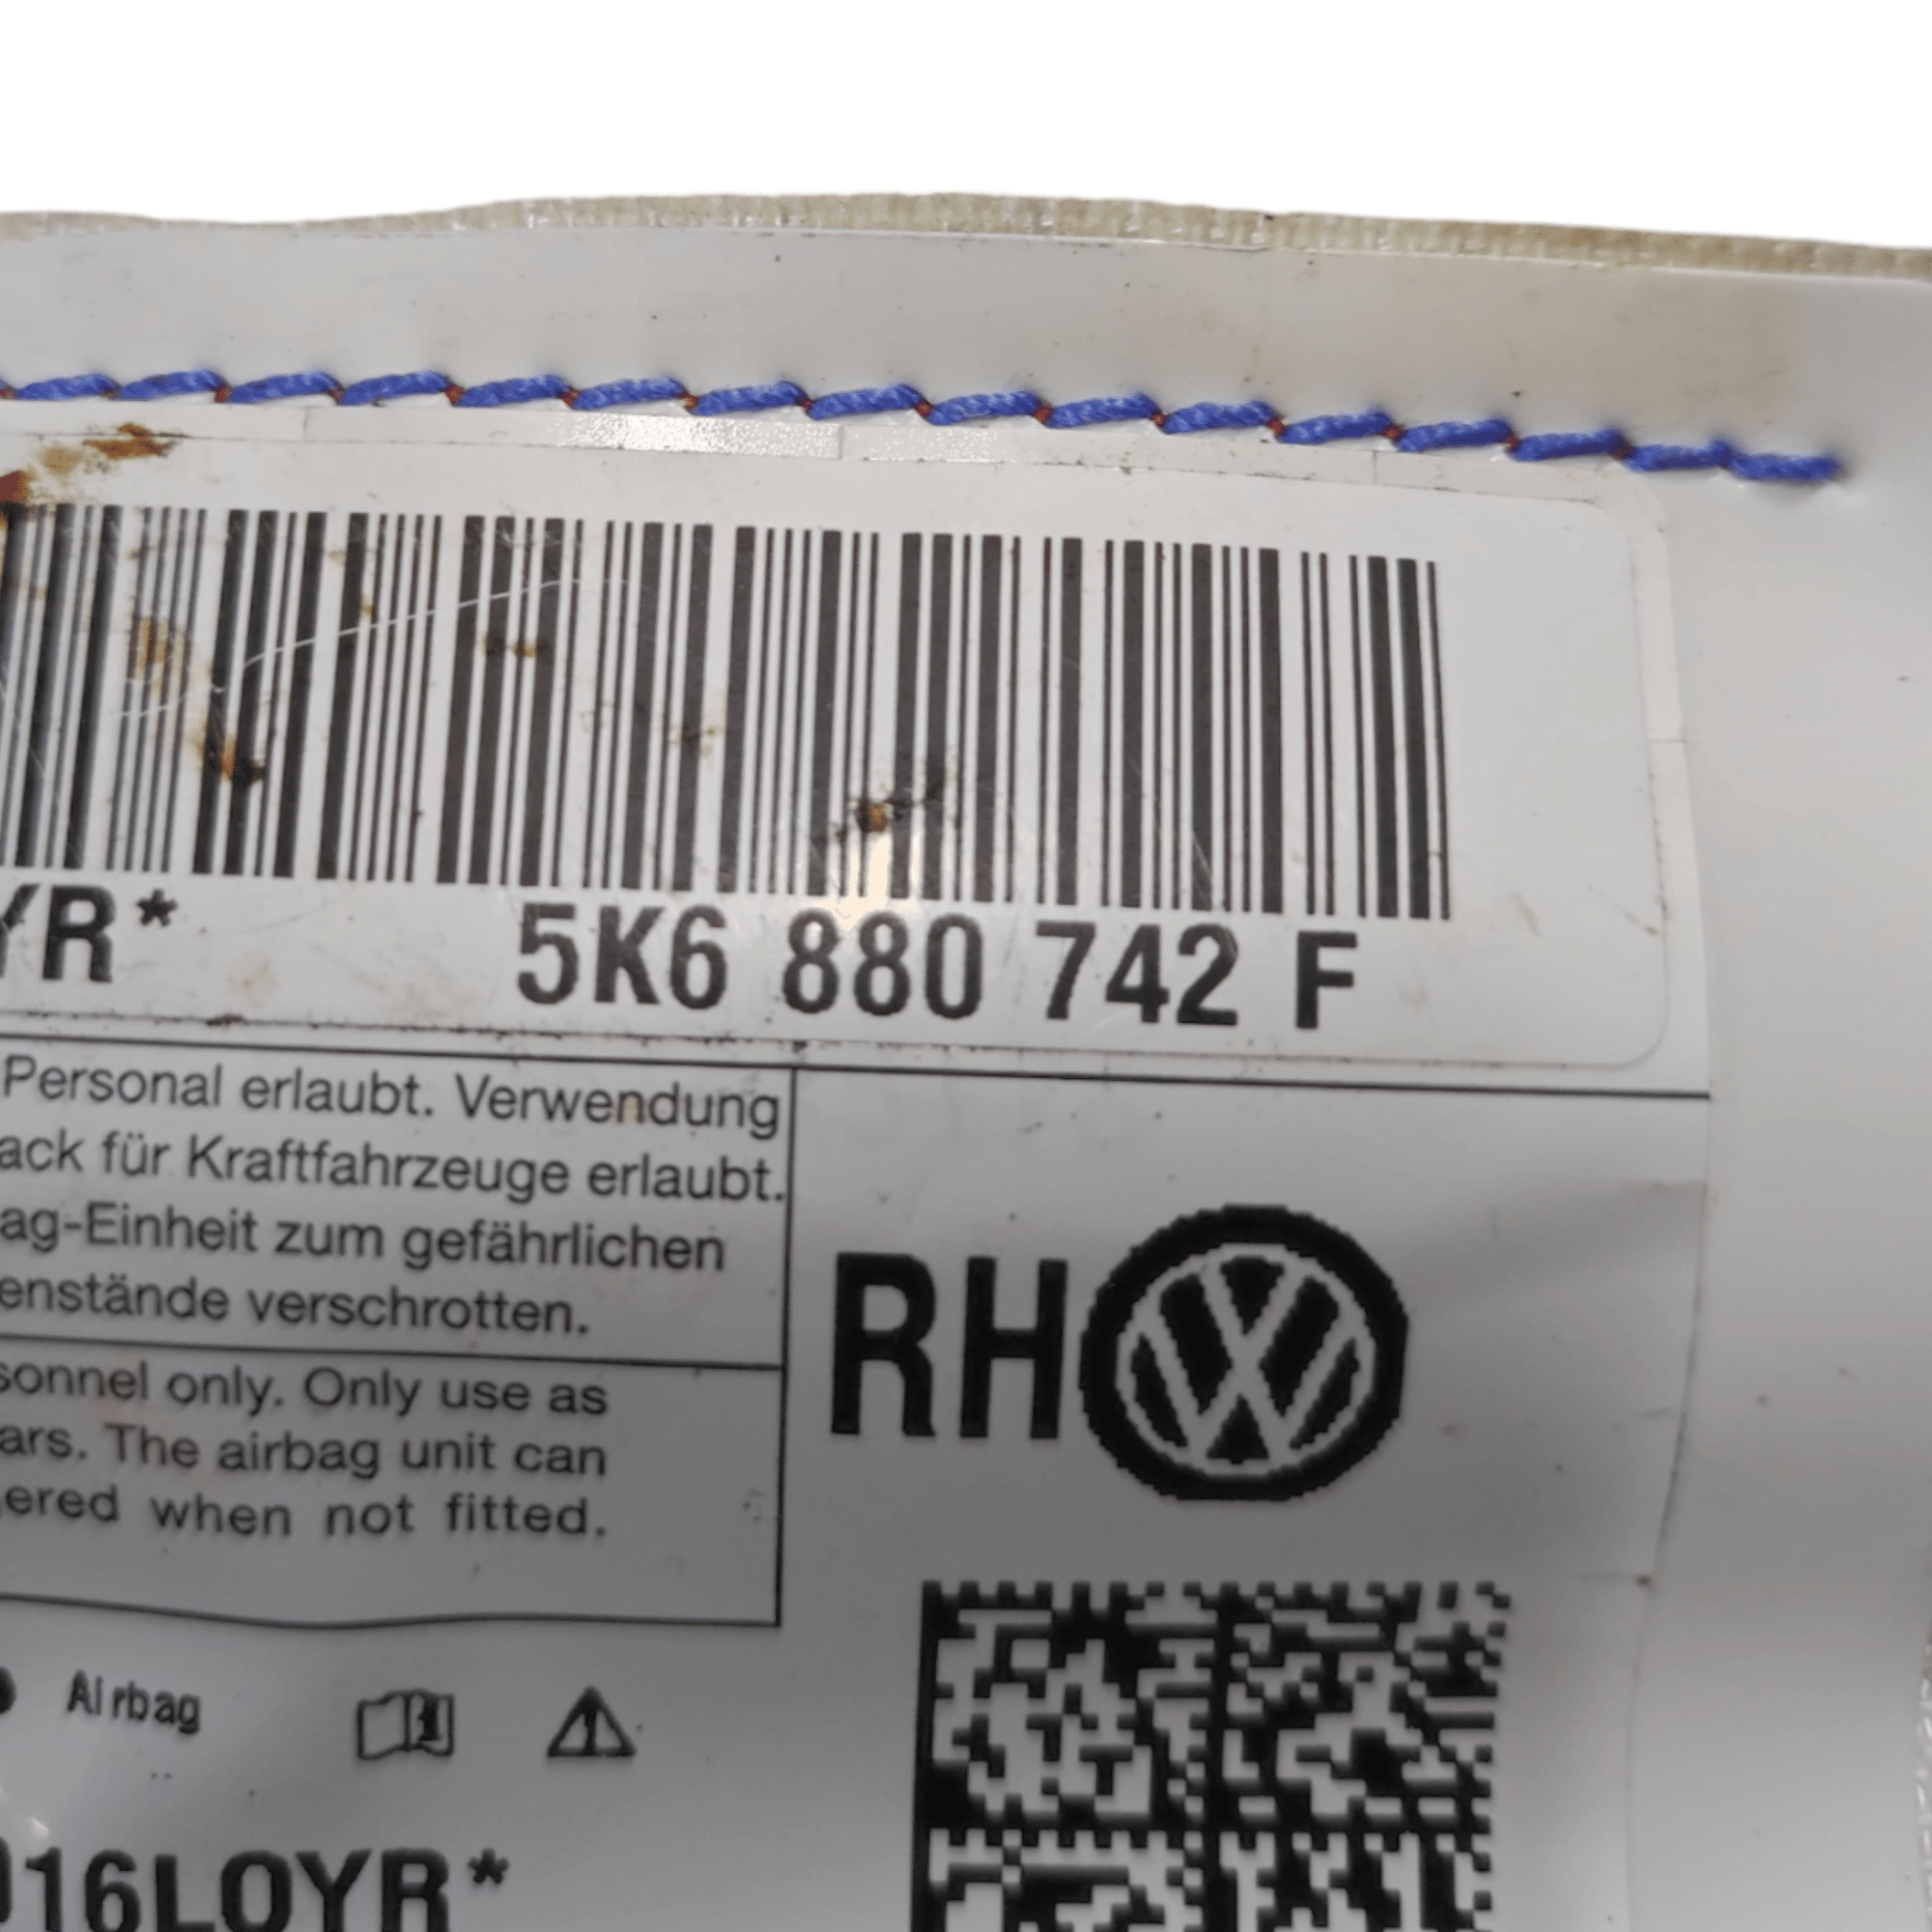 YR* 5K6 880 742 F
Personal erlaubt. Verwendung
ack für Kraftfahrzeuge erlaubt.
ag-Einheit zum gefährlichen
enstände verschrotten.
sonnel only. Only use as
ars. The airbag unit can
ered when not fitted.
RH
Airbag
16LOYR*